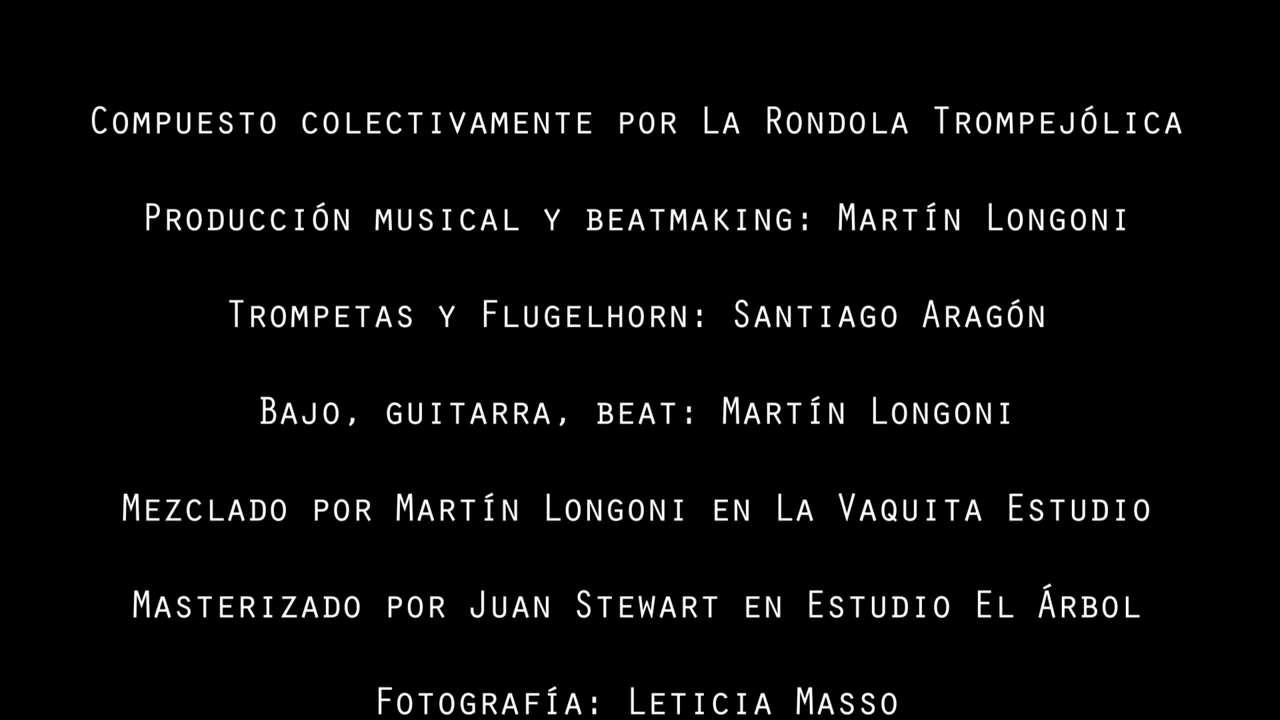 Compuesto colectivamente por La Rondola Trompejólica
Producción musical y beatmaking: Martín Longoni
Trompetas y Flugelhorn: Santiago Aragón
Bajo, guitarra, beat: Martín Longoni
Mezclado por Martín Longoni en La Vaquita Estudio
Masterizado por Juan Stewart en Estudio El Árbol
Fotografía: Leticia Masso